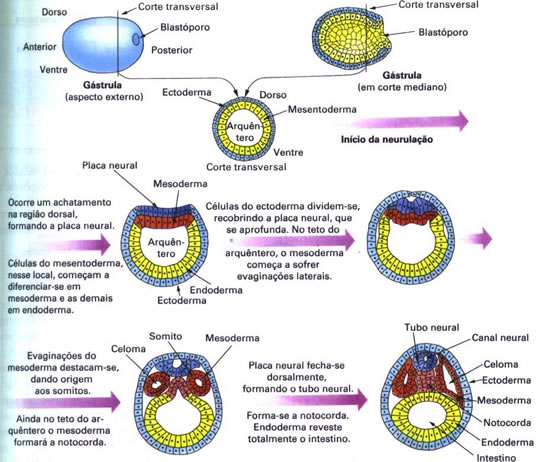 Dorso
Corte transversal
Blastóporo
Anterior
Posterior
Ventre
Gástrula
(aspecto externo)
Corte transversal
Blastóporo
Gástrula
(em corte mediano)
Ectoderma
Dorso
Mesentoderma
Arquên-
tero
Ventre
Corte transversal
Início da neurulação
Ocorre um achatamento
na região dorsal,
formando a placa neural.
Células do mesentoderma,
nesse local, começam a
diferenciar-se em
mesoderma e as demais
em endoderma.
Placa neural
Mesoderma
Arquên-
tero
Endoderma
Ectoderma
Células do ectoderma dividem-se,
recobrindo a placa neural, que
se aprofunda. No teto do
arquêntero, o mesoderma
começa a sofrer
evaginações laterais.
Evaginações do
mesoderma destacam-se,
dando origem
aos somitos.
Ainda no teto do ar-
quêntero o mesoderma
formará a notocorda.
Somito
Celoma
Mesoderma
Placa neural fecha-se
dorsalmente,
formando o tubo neural.
Forma-se a notocorda.
Endoderma reveste
totalmente o intestino.
Tubo neural
Canal neural
Celoma
Ectoderma
Mesoderma
Notocorda
Endoderma
Intestino